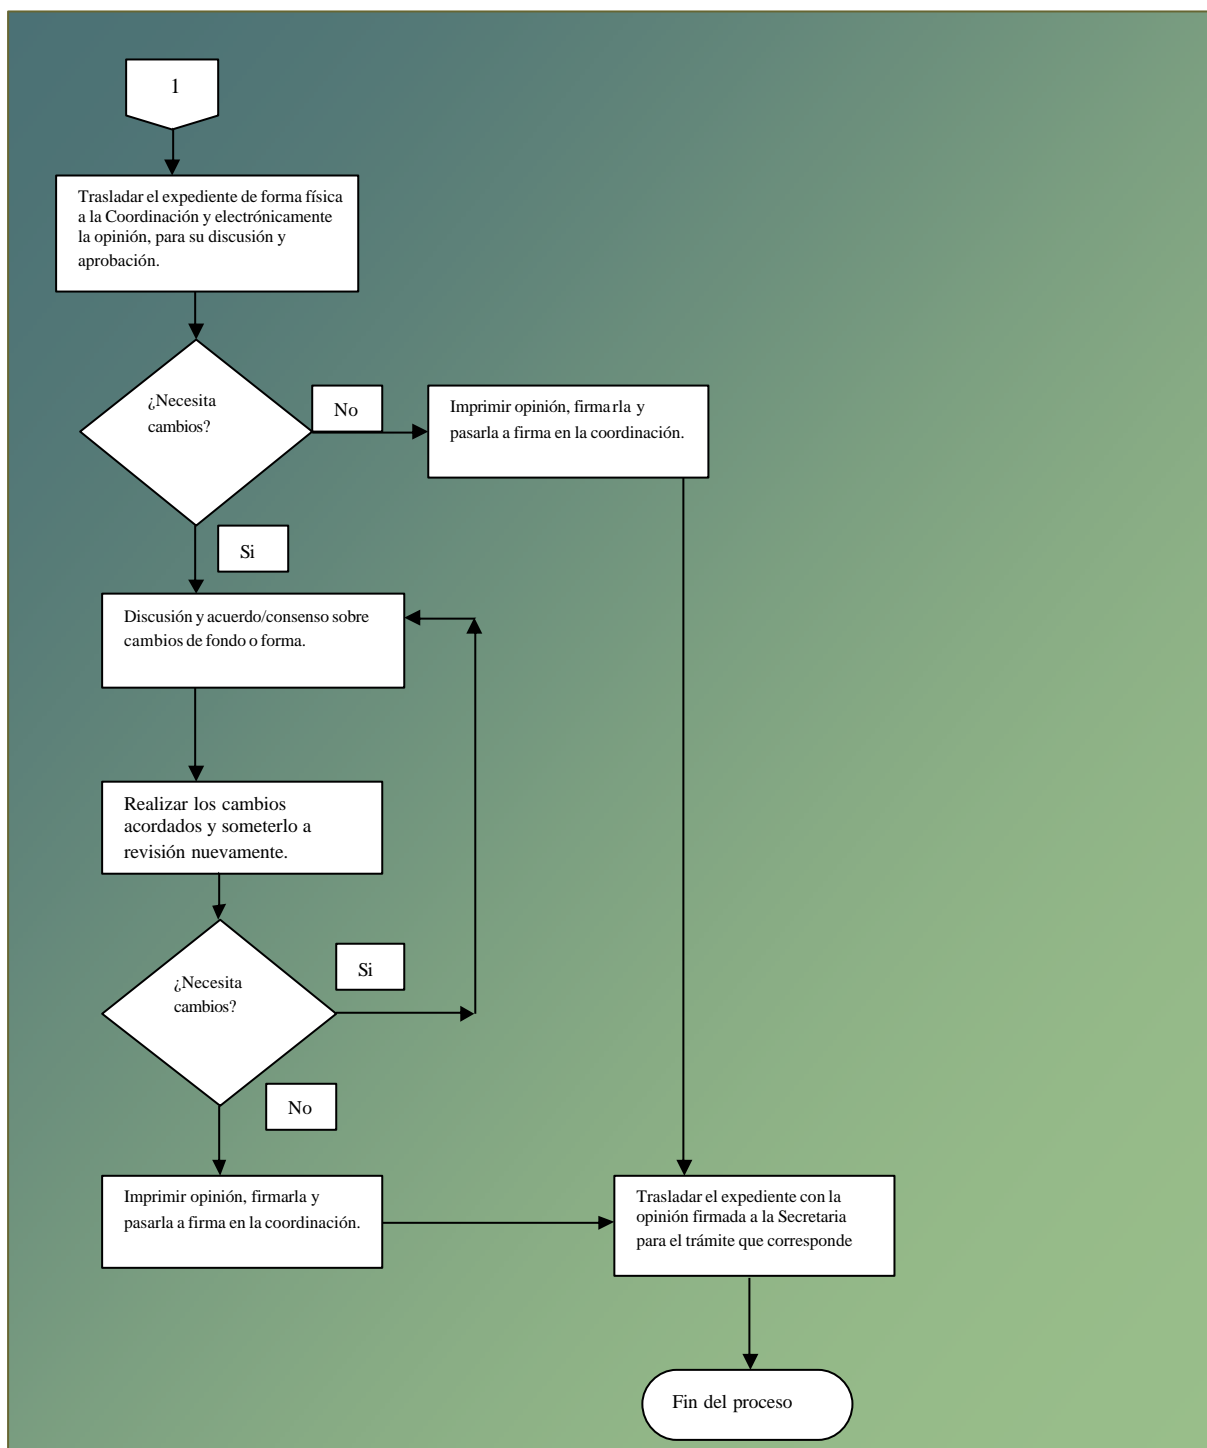 1
Trasladar el expediente de forma física
a la Coordinación y electrónicamente
la opinión, para su discusión y
aprobación.
¿Necesita
cambios?
No
Imprimir opinión, firmarla y
pasarla a firma en la coordinación.
Si
Discusión y acuerdo/consenso sobre
cambios de fondo o forma.
Realizar los cambios
acordados y someterlo a
revisión nuevamente.
¿Necesita
cambios?
Si
No
Imprimir opinión, firmarla y
pasarla a firma en la coordinación.
Trasladar el expediente con la
opinión firmada a la Secretaria
para el trámite que corresponde
Fin del proceso